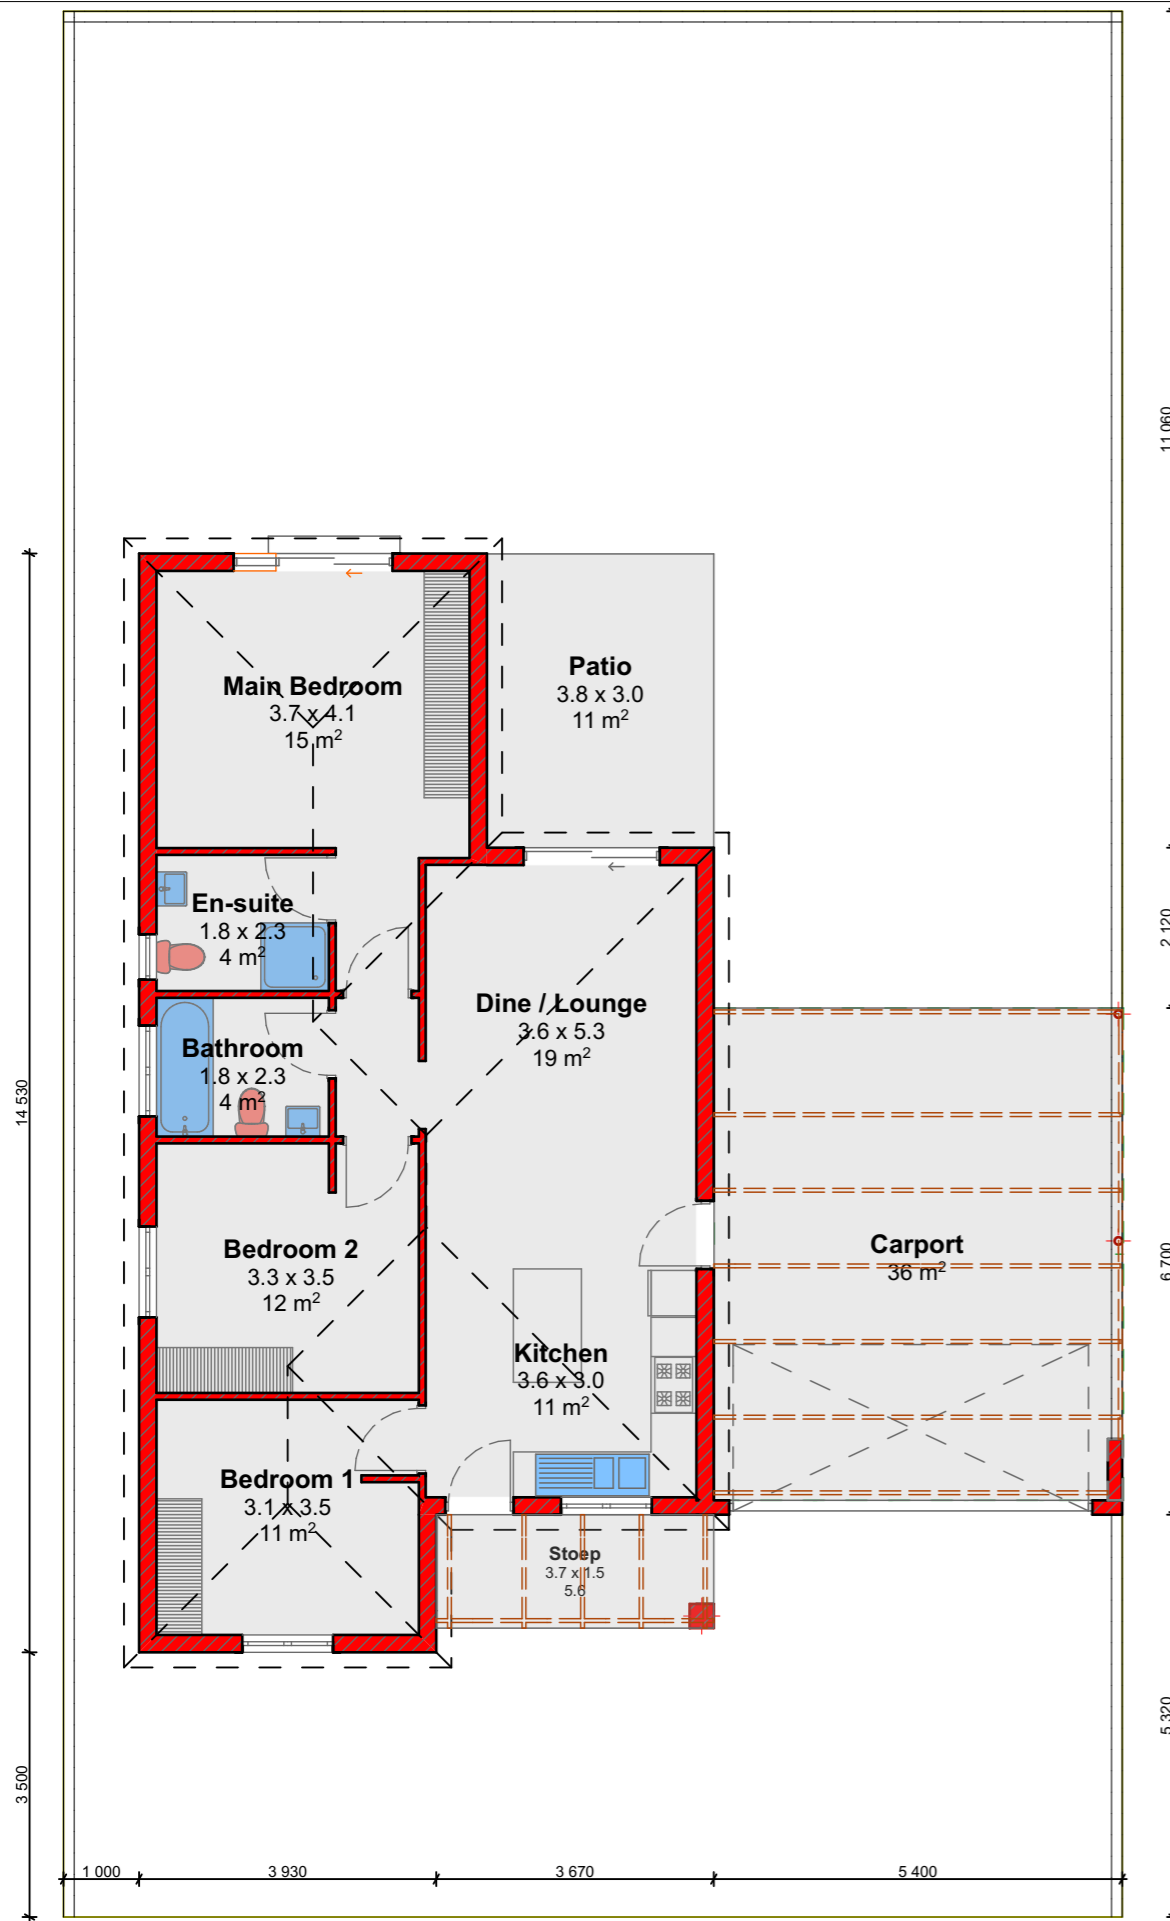 11 060
Main Bedroom
3.7 x 4.1
15 m²
Patio
3.8 x 3.0
11 m²
En-suite
1.8 x 2.3
4 m²
2 120
Dine / Lounge
3.6 x 5.3
19 m²
Bathroom
1.8 x 2.3
4 m²
14 530
Bedroom 2
3.3 x 3.5
12 m²
Carport
36 m²
6 700
Kitchen
3.6 x 3.0
11 m²
Bedroom 1
3.1 x 3.5
11 m²
Stoep
3.7 x 1.5
5.6
5 320
3 500
1 000
3 930
3 670
5 400